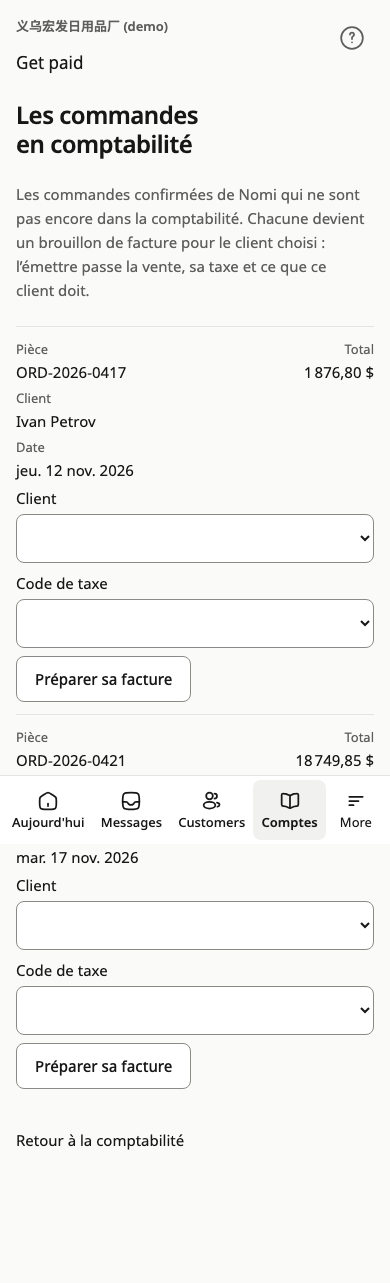 义乌宏发日用品厂 (demo)
Get paid
Les commandes
en comptabilité
Les commandes confirmées de Nomi qui ne sont
pas encore dans la comptabilité. Chacune devient
un brouillon de facture pour le client choisi :
l’émettre passe la vente, sa taxe et ce que ce
client doit.
Pièce Total
ORD-2026-0417 1 876,80 $
Client
Ivan Petrov
Date
jeu. 12 nov. 2026
Client
Code de taxe
Préparer sa facture
Pièce Total
ORD-2026-0421 18 749,85 $
Aujourd'hui Messages Customers Comptes More
mar. 17 nov. 2026
Client
Code de taxe
Préparer sa facture
Retour à la comptabilité